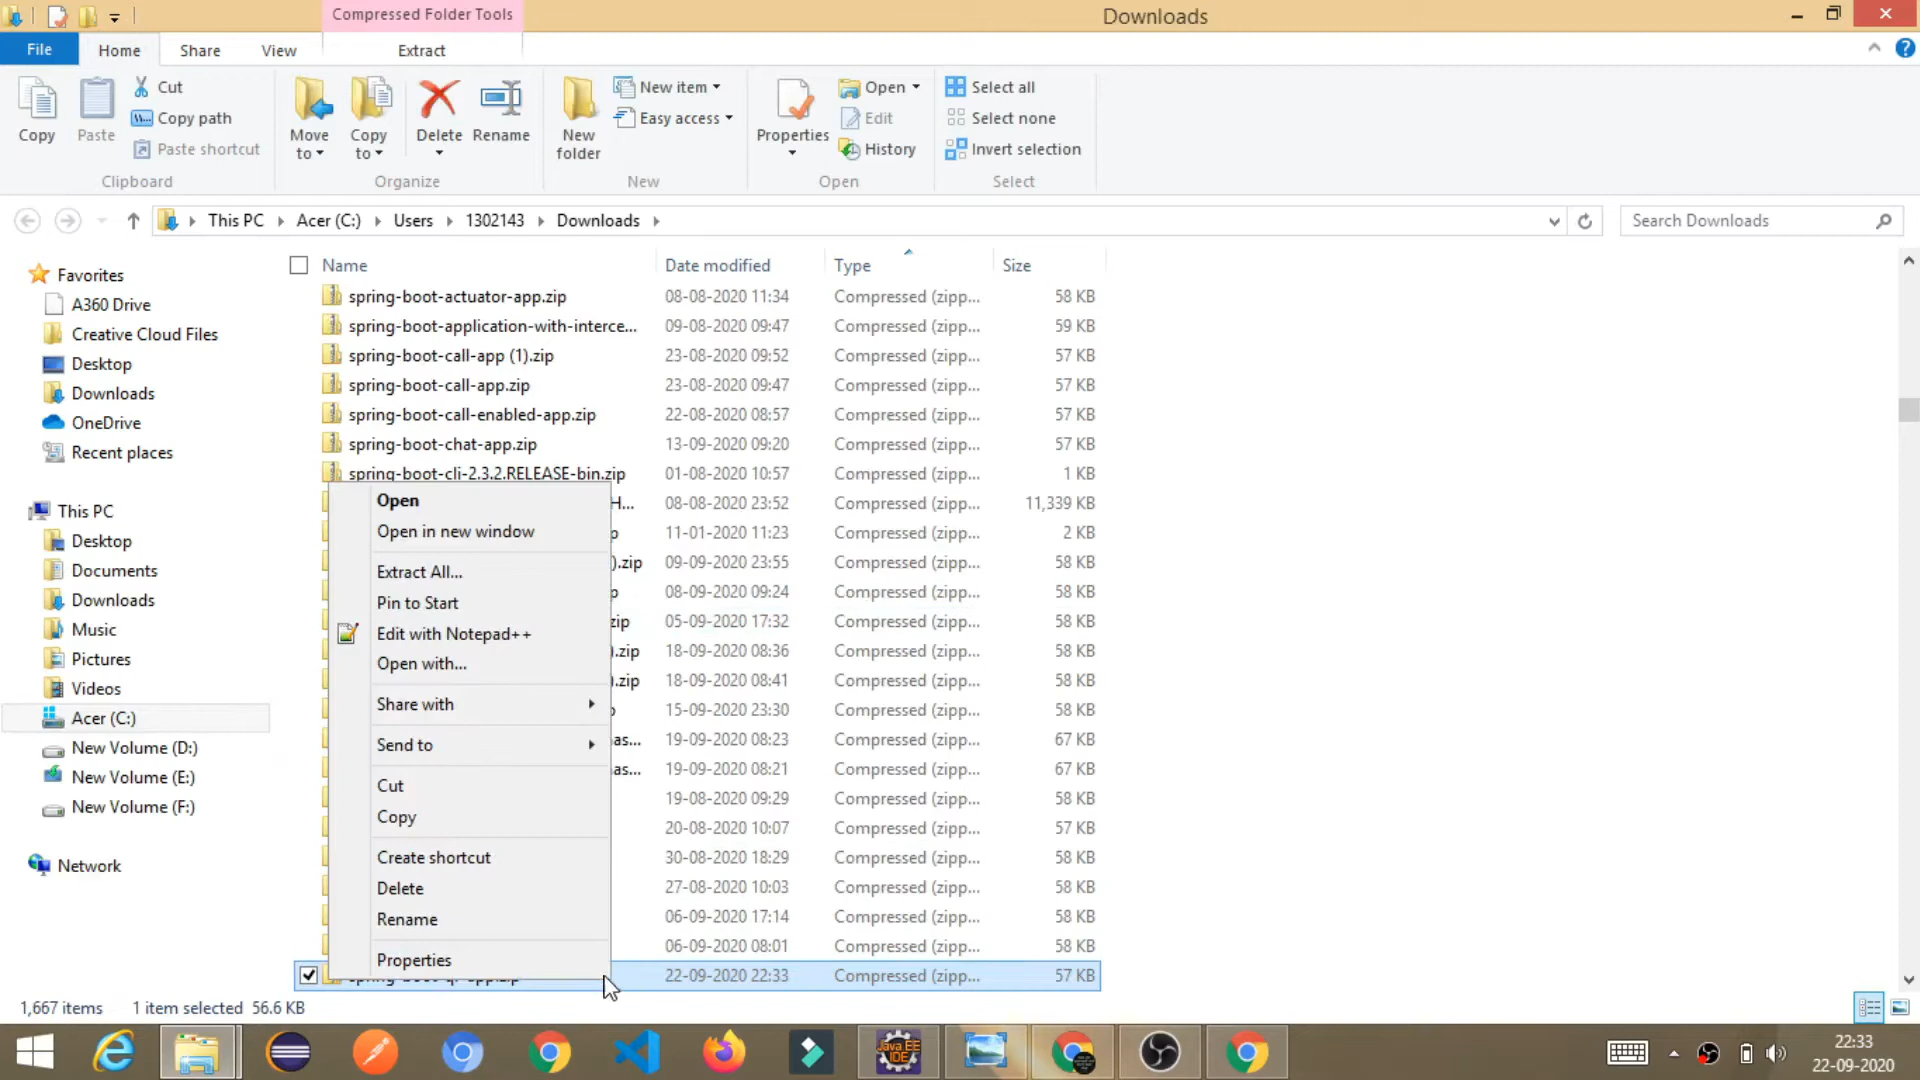 Compressed Folder Tools
Downloads
File
Home
Share
View
Extract
Copy
Paste
Cut
Copy path
Paste shortcut
Clipboard
Move to
Copy to
Delete
Rename
Organize
New folder
New item
Easy access
New
Properties
Open
Edit
History
Open
Select all
Select none
Invert selection
Select
This PC
Acer (C:)
Users
1302143
Downloads
Search Downloads
Favorites
A360 Drive
Creative Cloud Files
Desktop
Downloads
OneDrive
Recent places
This PC
Desktop
Documents
Downloads
Music
Pictures
Videos
Acer (C:)
New Volume (D:)
New Volume (E:)
New Volume (F:)
Network
Name Date modified Type Size
spring-boot-actuator-app.zip 08-08-2020 11:34 Compressed (zipp... 58 KB
spring-boot-application-with-interce... 09-08-2020 09:47 Compressed (zipp... 59 KB
spring-boot-call-app (1).zip 23-08-2020 09:52 Compressed (zipp... 57 KB
spring-boot-call-app.zip 23-08-2020 09:47 Compressed (zipp... 57 KB
spring-boot-call-enabled-app.zip 22-08-2020 08:57 Compressed (zipp... 57 KB
spring-boot-chat-app.zip 13-09-2020 09:20 Compressed (zipp... 57 KB
spring-boot-cli-2.3.2.RELEASE-bin.zip 01-08-2020 10:57 Compressed (zipp... 1 KB
H... 08-08-2020 23:52 Compressed (zipp... 11,339 KB
p 11-01-2020 11:23 Compressed (zipp... 2 KB
).zip 09-09-2020 23:55 Compressed (zipp... 58 KB
p 08-09-2020 09:24 Compressed (zipp... 58 KB
zip 05-09-2020 17:32 Compressed (zipp... 58 KB
).zip 18-09-2020 08:36 Compressed (zipp... 58 KB
).zip 18-09-2020 08:41 Compressed (zipp... 58 KB
15-09-2020 23:30 Compressed (zipp... 58 KB
as... 19-09-2020 08:23 Compressed (zipp... 67 KB
as... 19-09-2020 08:21 Compressed (zipp... 67 KB
19-08-2020 09:29 Compressed (zipp... 58 KB
20-08-2020 10:07 Compressed (zipp... 57 KB
30-08-2020 18:29 Compressed (zipp... 58 KB
27-08-2020 10:03 Compressed (zipp... 58 KB
06-09-2020 17:14 Compressed (zipp... 58 KB
06-09-2020 08:01 Compressed (zipp... 58 KB
22-09-2020 22:33 Compressed (zipp... 57 KB
Open
Open in new window
Extract All...
Pin to Start
Edit with Notepad++
Open with...
Share with
Send to
Cut
Copy
Create shortcut
Delete
Rename
Properties
1,667 items 1 item selected 56.6 KB
Java EE
IDE
22:33
22-09-2020